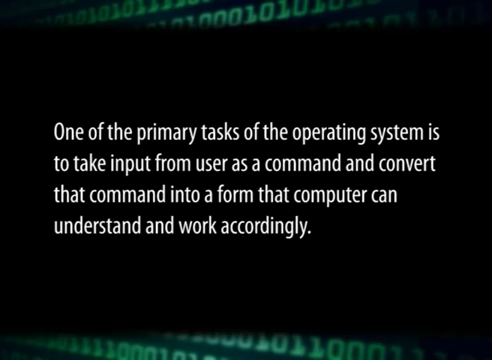 One of the primary tasks of the operating system is
to take input from user as a command and convert
that command into a form that computer can
understand and work accordingly.